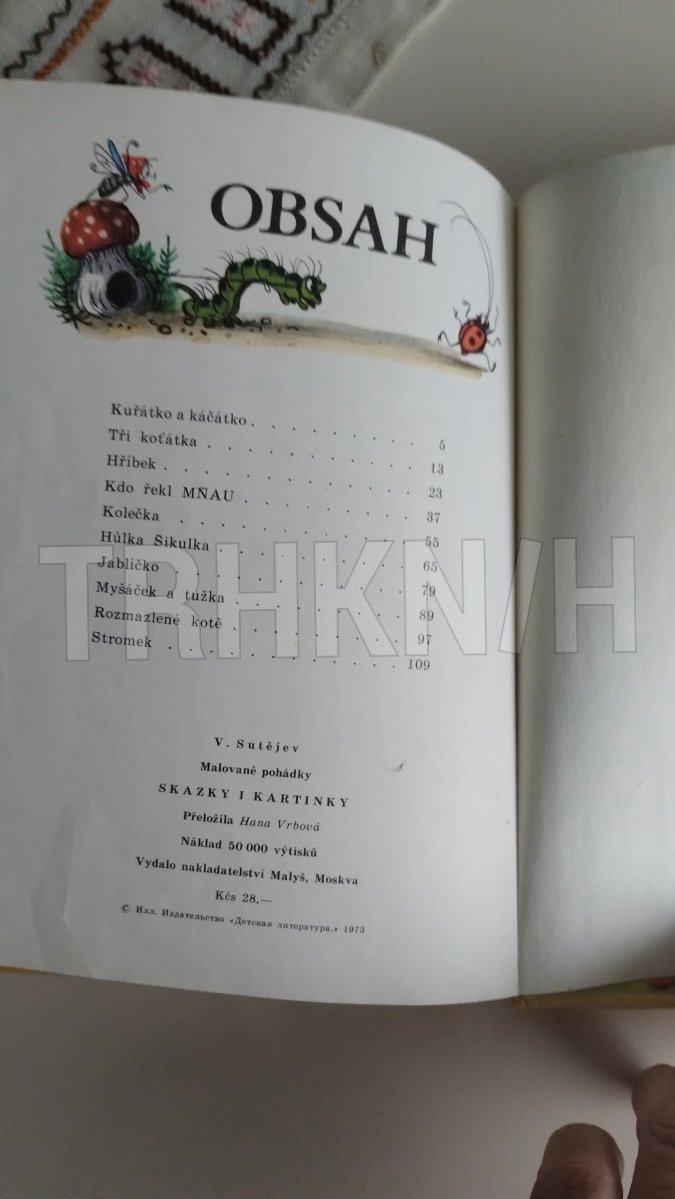 OBSAH
Kuřátko a káčátko . . . . . . . 5
Tři koťátka . . . . . . . . . 13
Hříbek . . . . . . . . . . . 23
Kdo řekl MŇAU . . . . . . . . 37
Kolečka . . . . . . . . . . . 55
Hůlka Šikulka . . . . . . . . 65
Jablíčko . . . . . . . . . . 79
Myšáček a tužka . . . . . . . 89
Rozmazlené kotě . . . . . . . 97
Stromek . . . . . . . . . . . 109
TRHKNIH
V. Sutějev
Malované pohádky
SKAZKY I KARTINKY
Přeložila Hana Vrbová
Náklad 50 000 výtisků
Vydalo nakladatelství Malyš, Moskva
Kčs 28,—
© Илл. Издательство «Детская литература.» 1973